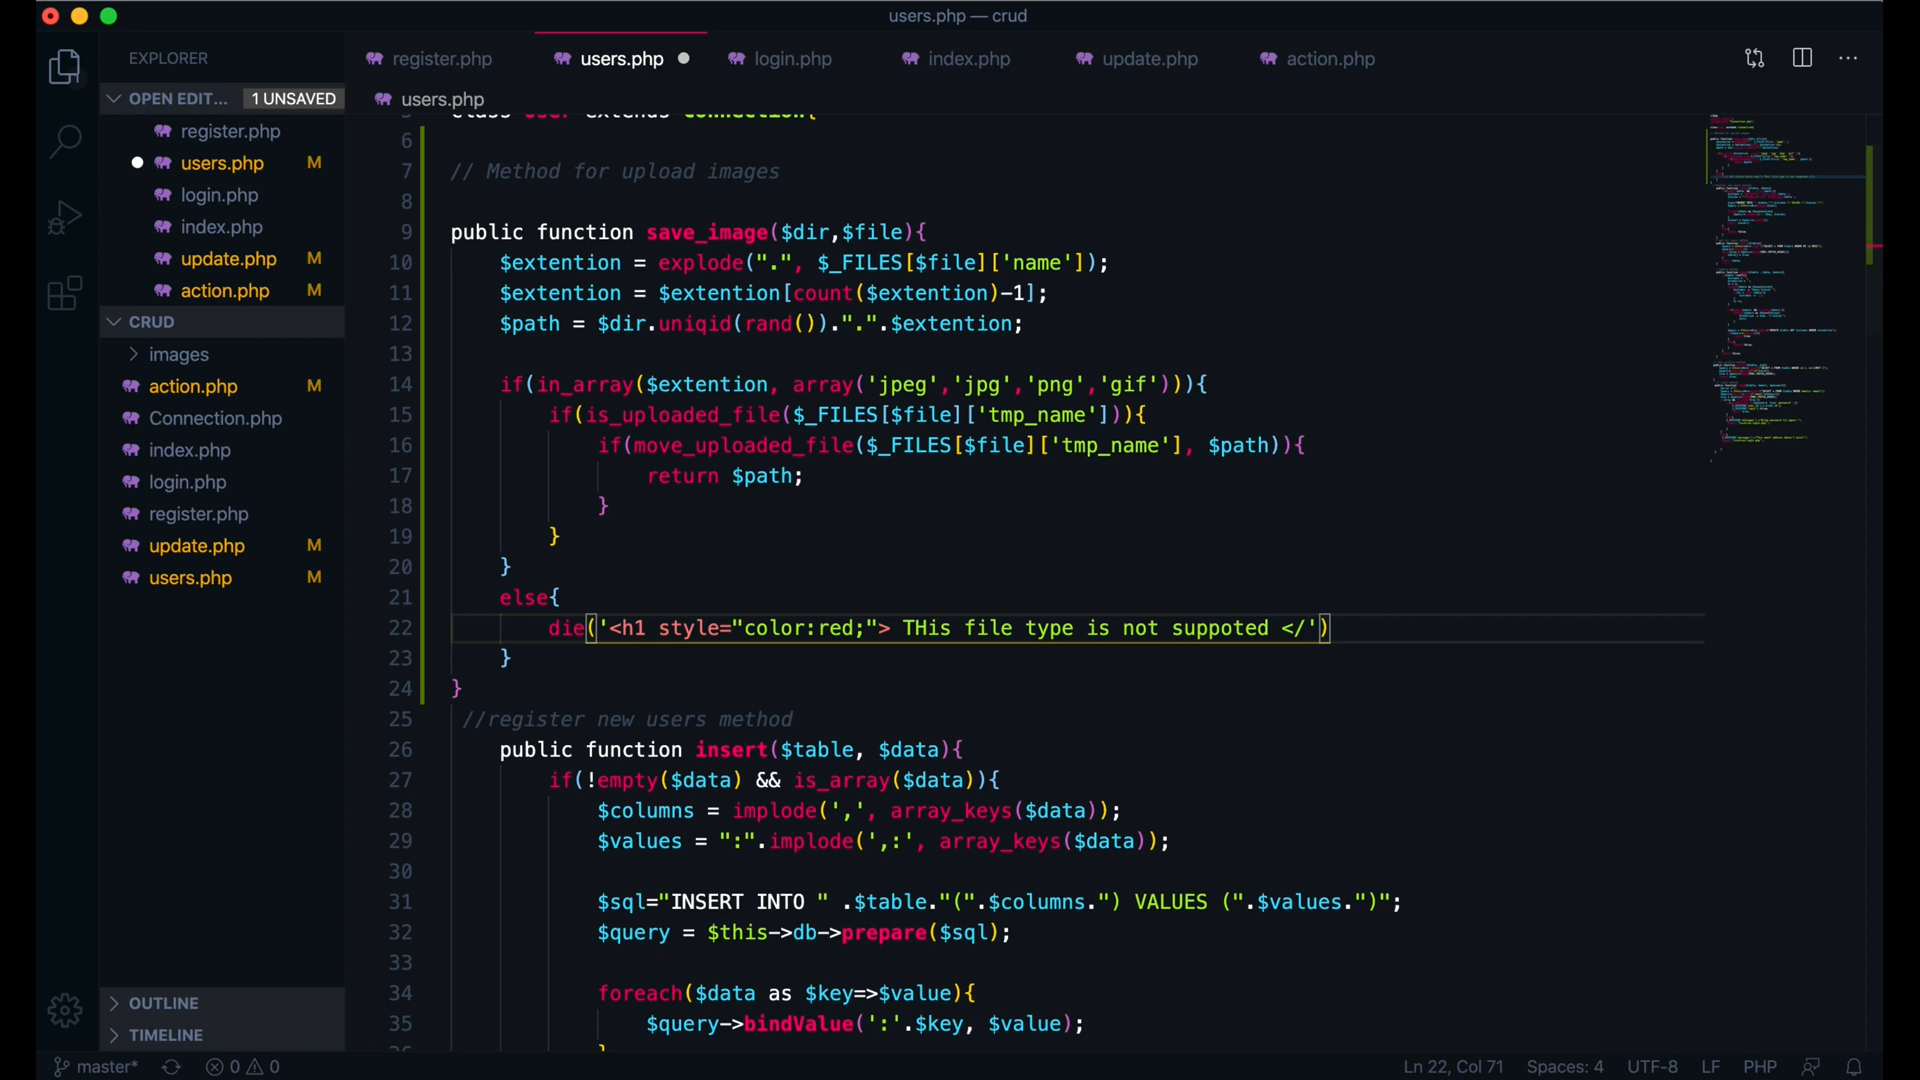 users.php — crud
EXPLORER
register.php
users.php
login.php
index.php
update.php
action.php
OPEN EDIT...
1 UNSAVED
users.php
register.php
users.php M
login.php
index.php
update.php M
action.php M
CRUD
images
action.php M
Connection.php
index.php
login.php
register.php
update.php M
users.php M
OUTLINE
TIMELINE
5 class User extends Connection{
6
7 // Method for upload images
8
9 public function save_image($dir,$file){
10 $extention = explode(".", $_FILES[$file]['name']);
11 $extention = $extention[count($extention)-1];
12 $path = $dir.uniqid(rand()).".".$extention;
13
14 if(in_array($extention, array('jpeg','jpg','png','gif'))){
15 if(is_uploaded_file($_FILES[$file]['tmp_name'])){
16 if(move_uploaded_file($_FILES[$file]['tmp_name'], $path)){
17 return $path;
18 }
19 }
20 }
21 else{
22 die('<h1 style="color:red;"> THis file type is not suppoted </')
23 }
24 }
25 //register new users method
26 public function insert($table, $data){
27 if(!empty($data) && is_array($data)){
28 $columns = implode(',', array_keys($data));
29 $values = ":".implode(',:', array_keys($data));
30
31 $sql="INSERT INTO " .$table."(".$columns.") VALUES (".$values.")";
32 $query = $this->db->prepare($sql);
33
34 foreach($data as $key=>$value){
35 $query->bindValue(':'.$key, $value);
36 }
master* 0 0
Ln 22, Col 71 Spaces: 4 UTF-8 LF PHP